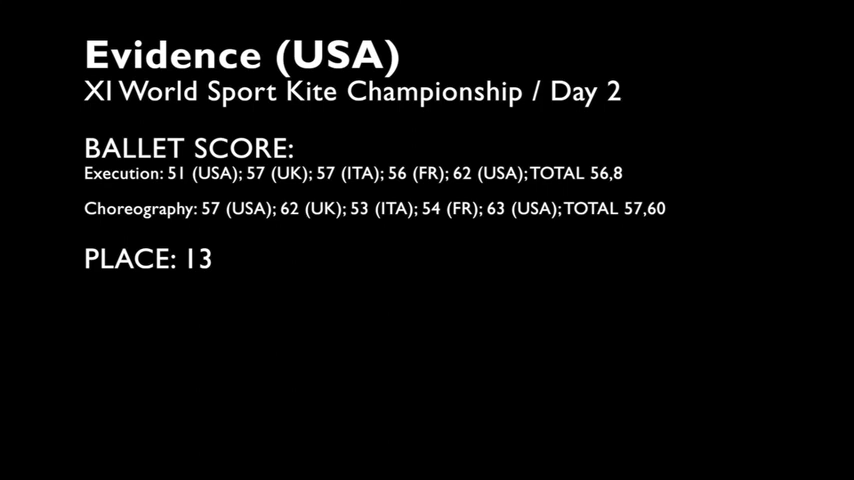 Evidence (USA)
XI World Sport Kite Championship / Day 2
BALLET SCORE:
Execution: 51 (USA); 57 (UK); 57 (ITA); 56 (FR); 62 (USA); TOTAL 56,8
Choreography: 57 (USA); 62 (UK); 53 (ITA); 54 (FR); 63 (USA); TOTAL 57,60
PLACE: 13